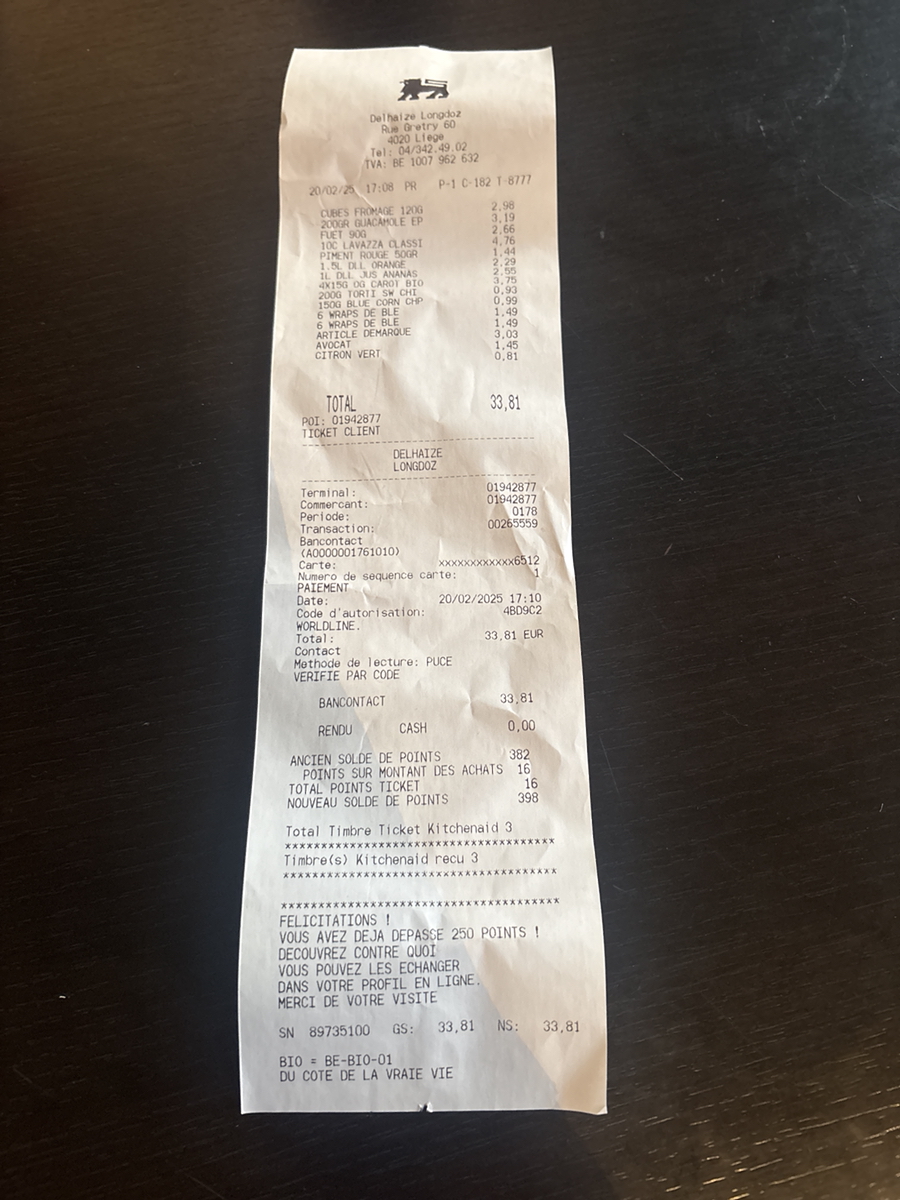 Delhaize Longdoz
Rue Gretry 60
4020 Liege
Tel: 04/342.49.02
TVA: BE 1007 962 632
20/02/25 17:08 PR P-1 C-182 T-8777
CUBES FROMAGE 120G 2,98
200GR GUACAMOLE EP 3,19
FUET 90G 2,66
10C LAVAZZA CLASSI 4,76
PIMENT ROUGE 50GR 1,44
1.5L DLL ORANGE 2,29
1L DLL JUS ANANAS 2,55
4X15G OG CAROT BIO 3,75
200G TORTI SW CHI 0,93
150G BLUE CORN CHP 0,99
6 WRAPS DE BLE 1,49
6 WRAPS DE BLE 1,49
ARTICLE DEMARQUE 3,03
AVOCAT 1,45
CITRON VERT 0,81
TOTAL 33,81
POI: 01942877
TICKET CLIENT
DELHAIZE
LONGDOZ
Terminal: 01942877
Commercant: 01942877
Periode: 0178
Transaction: 00265559
Bancontact
(A0000001761010)
Carte: xxxxxxxxxxxx6512
Numero de sequence carte: 1
PAIEMENT
Date: 20/02/2025 17:10
Code d'autorisation: 4BD9C2
WORLDLINE.
Total: 33,81 EUR
Contact
Methode de lecture: PUCE
VERIFIE PAR CODE
BANCONTACT 33,81
RENDU CASH 0,00
ANCIEN SOLDE DE POINTS 382
POINTS SUR MONTANT DES ACHATS 16
TOTAL POINTS TICKET 16
NOUVEAU SOLDE DE POINTS 398
Total Timbre Ticket Kitchenaid 3
************************************
Timbre(s) Kitchenaid recu 3
************************************
************************************
FELICITATIONS !
VOUS AVEZ DEJA DEPASSE 250 POINTS !
DECOUVREZ CONTRE QUOI
VOUS POUVEZ LES ECHANGER
DANS VOTRE PROFIL EN LIGNE.
MERCI DE VOTRE VISITE
SN 89735100 GS: 33,81 NS: 33,81
BIO = BE-BIO-01
DU COTE DE LA VRAIE VIE